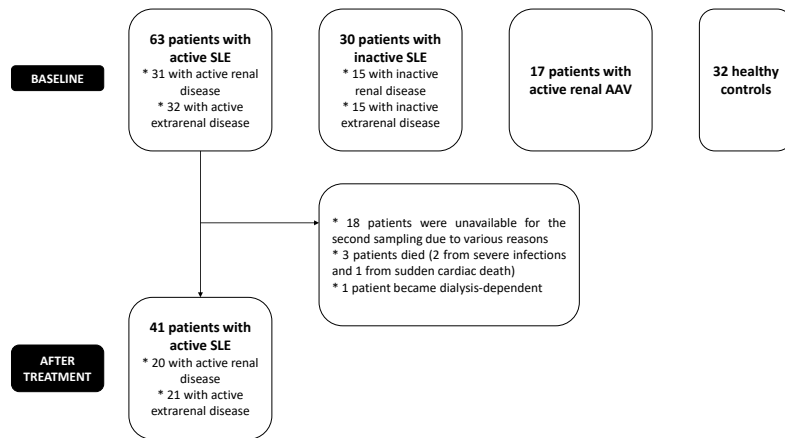 BASELINE
63 patients with
active SLE
* 31 with active renal
disease
* 32 with active
extrarenal disease
30 patients with
inactive SLE
* 15 with inactive
renal disease
* 15 with inactive
extrarenal disease
17 patients with
active renal AAV
32 healthy
controls
* 18 patients were unavailable for the
second sampling due to various reasons
* 3 patients died (2 from severe infections
and 1 from sudden cardiac death)
* 1 patient became dialysis-dependent
AFTER
TREATMENT
41 patients with
active SLE
* 20 with active renal
disease
* 21 with active
extrarenal disease